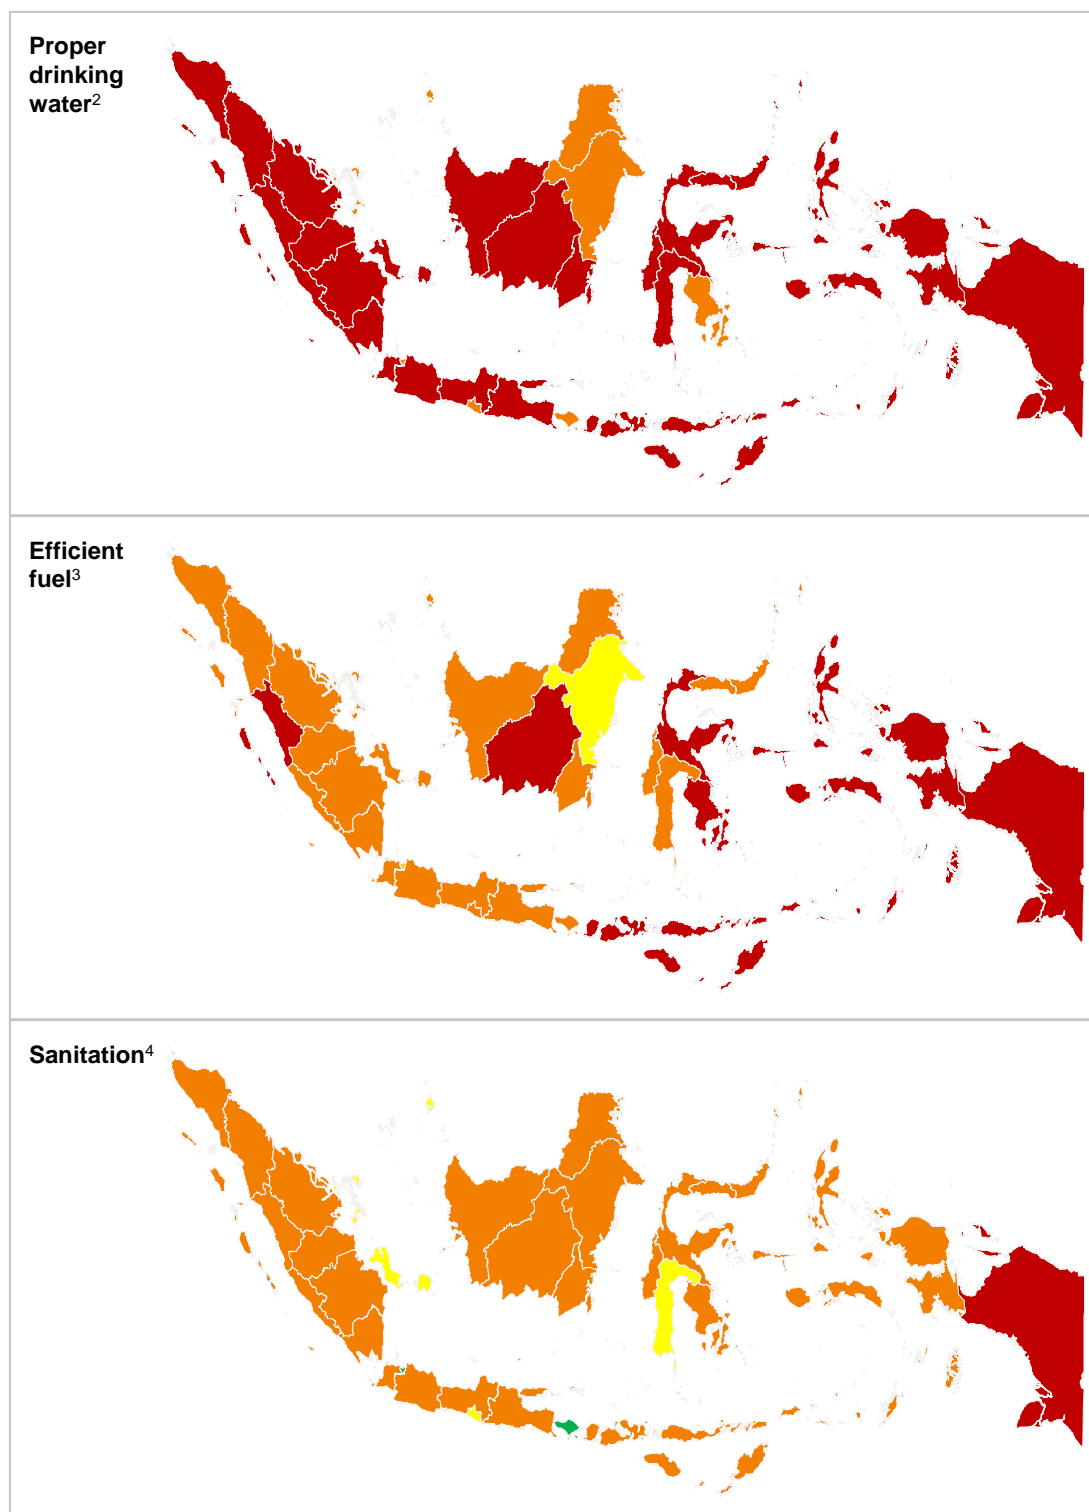 Proper
drinking
water²
Efficient
fuel³
Sanitation⁴